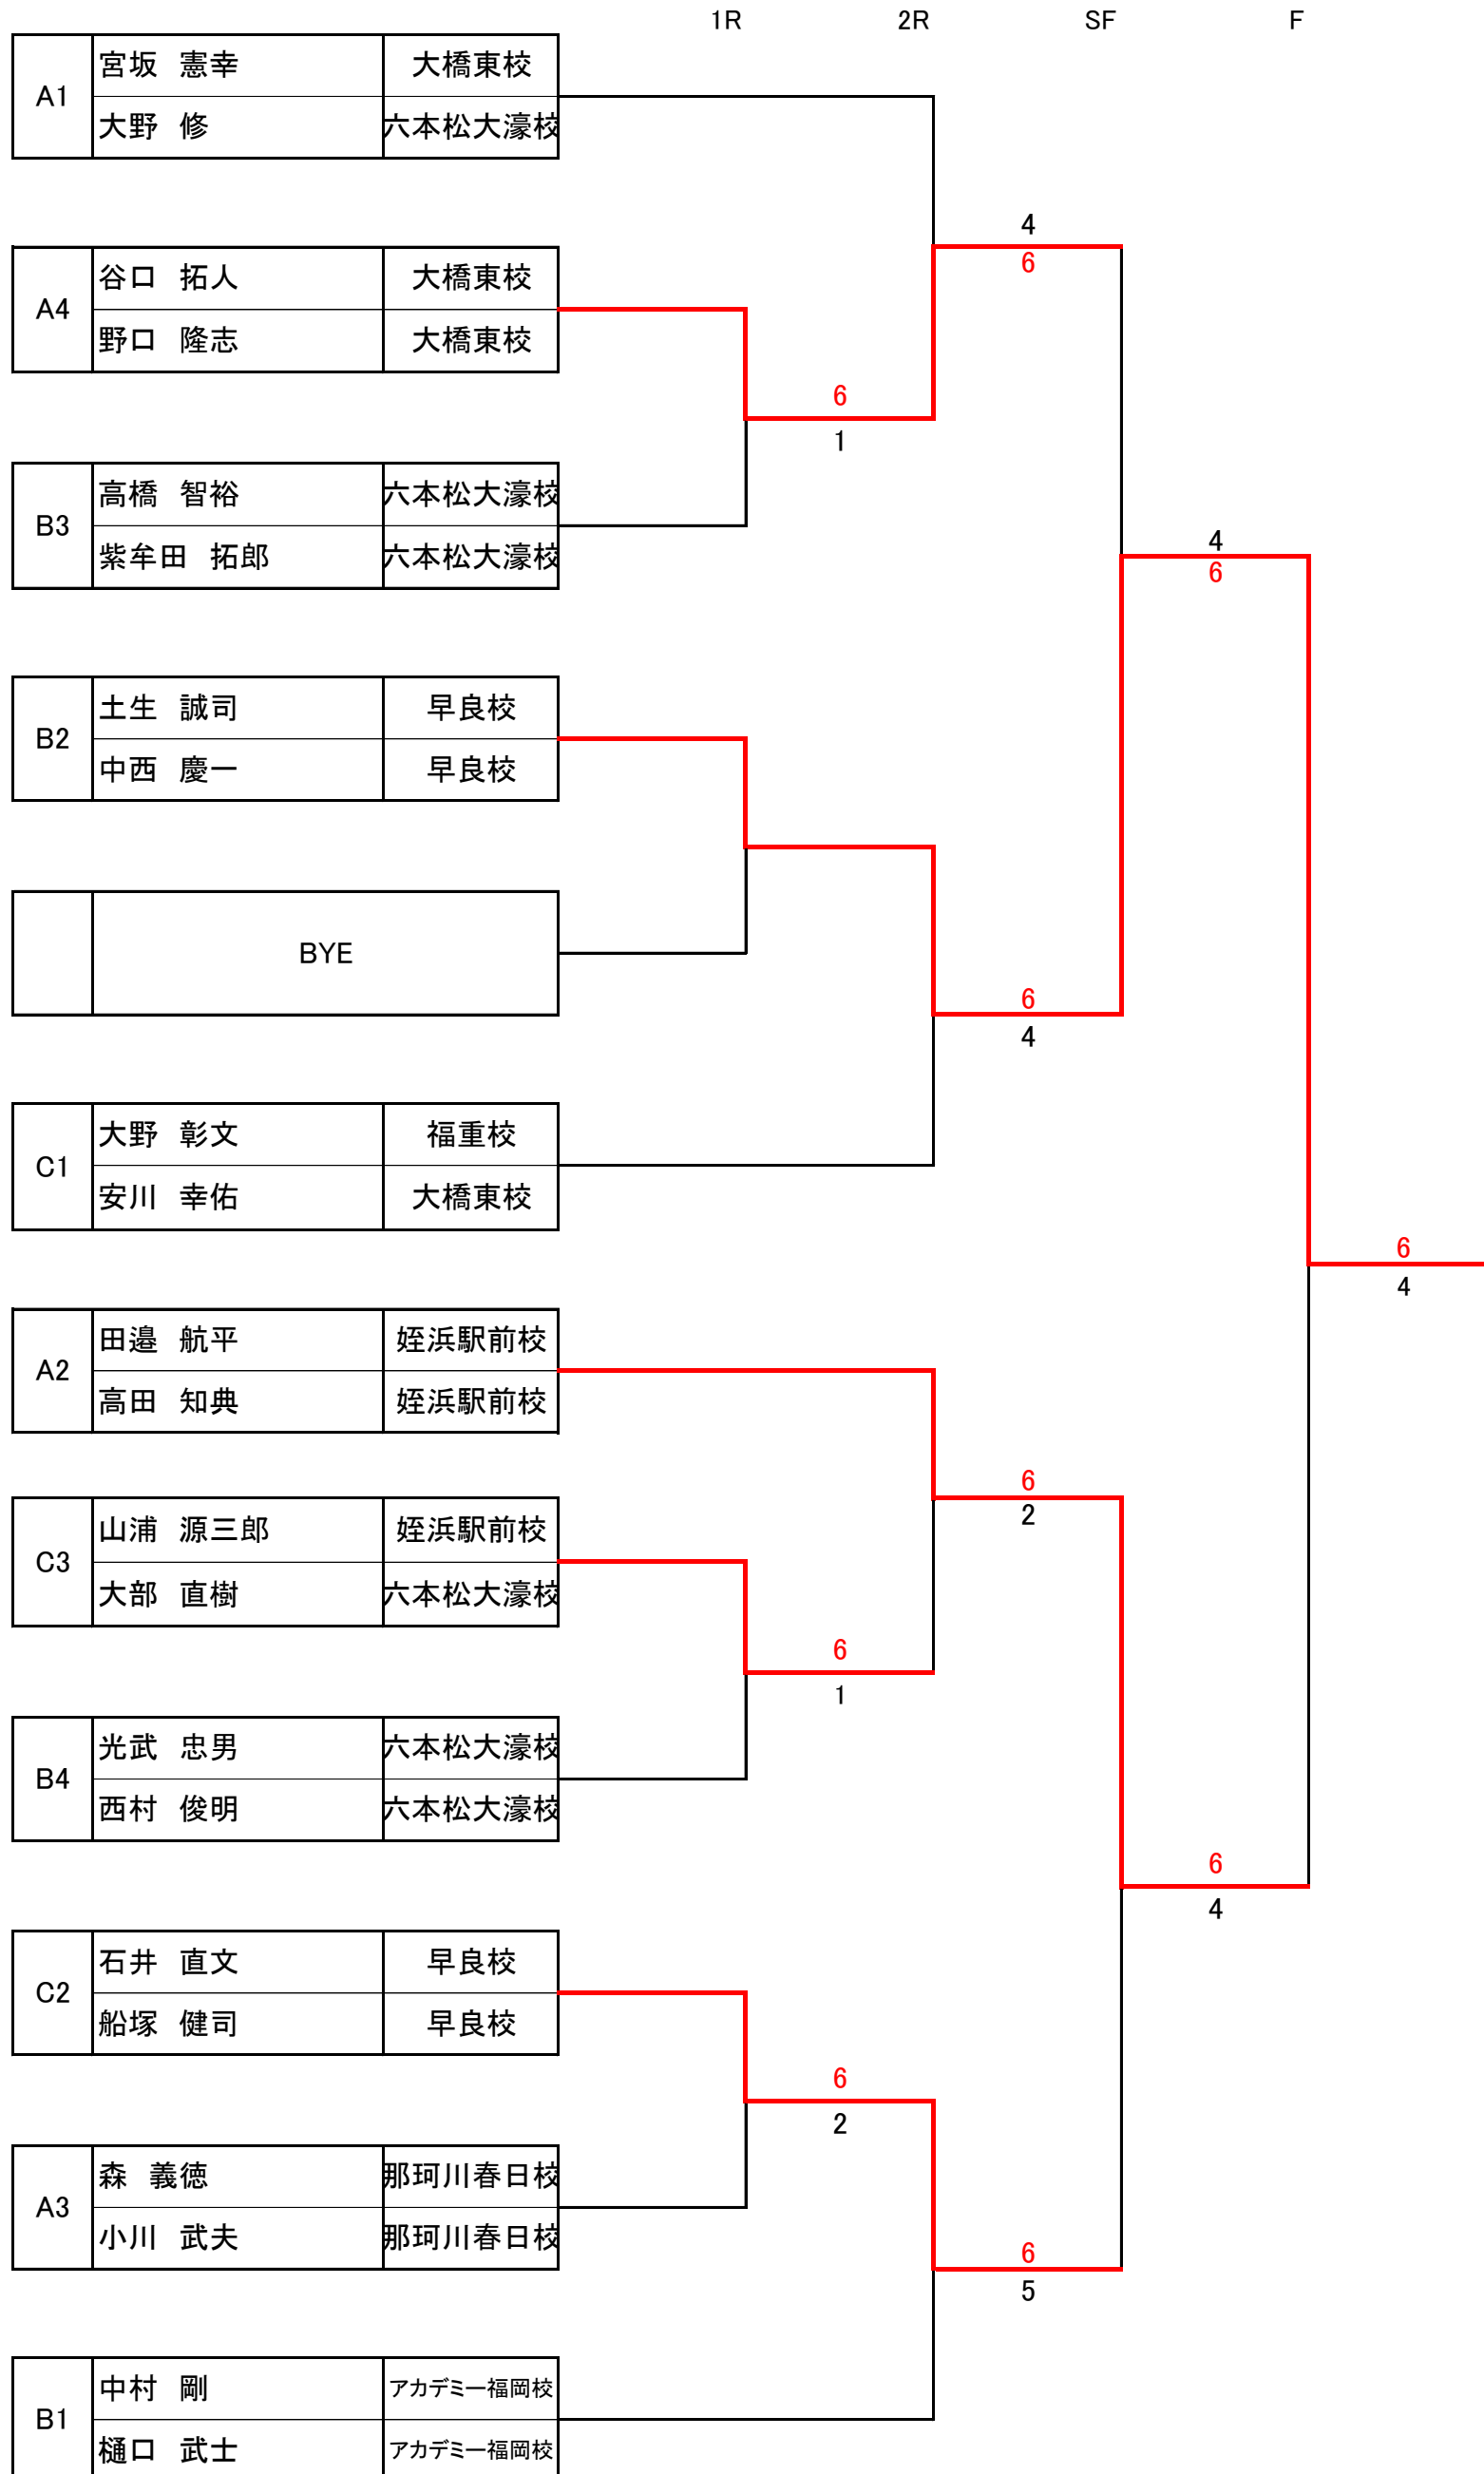 1R 2R SF F
宮坂 憲幸 大橋東校
A1
大野 修 六本松大濠校
4
6
谷口 拓人 大橋東校
A4
野口 隆志 大橋東校
6
1
高橋 智裕 六本松大濠校
B3
紫牟田 拓郎 六本松大濠校
4
6
土生 誠司 早良校
B2
中西 慶一 早良校
BYE
6
4
大野 彰文 福重校
C1
安川 幸佑 大橋東校
6
4
田邉 航平 姪浜駅前校
A2
高田 知典 姪浜駅前校
6
2
山浦 源三郎 姪浜駅前校
C3
大部 直樹 六本松大濠校
6
1
光武 忠男 六本松大濠校
B4
西村 俊明 六本松大濠校
6
4
石井 直文 早良校
C2
船塚 健司 早良校
6
2
森 義徳 那珂川春日校
A3
小川 武夫 那珂川春日校
6
5
中村 剛 アカデミー福岡校
B1
樋口 武士 アカデミー福岡校